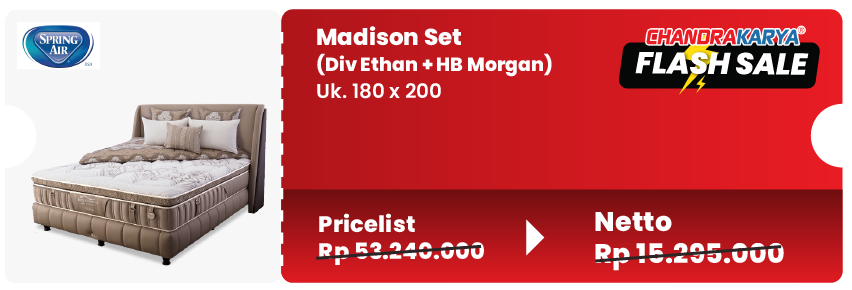 SPRING
AIR
USA
Madison Set
(Div Ethan + HB Morgan)
Uk. 180 x 200
CHANDRAKARYA®
FLASH SALE
Pricelist
Rp 53.240.000
Netto
Rp 15.295.000